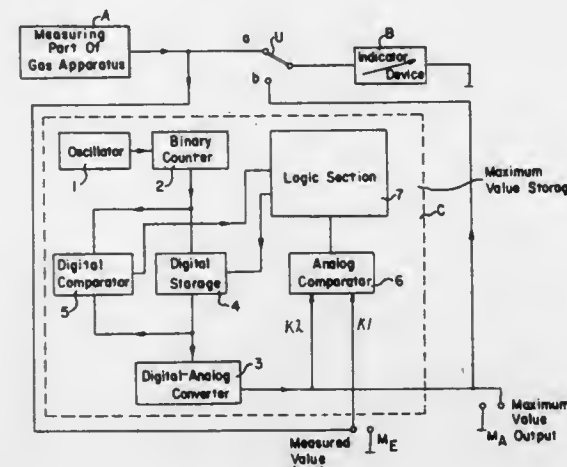 A
Measuring
Part Of
Gas Apparatus
a
U
b
B
Indicator
Device
Oscillator
1
Binary
Counter
2
Logic Section
7
Maximum
Value Storag
C
Digital
Comparator
5
Digital
Storage
4
Analog
Comparator
6
K2
K1
Digital-Analog
Converter
3
Measured
Value
ME
MA
Maximum
Value
Output